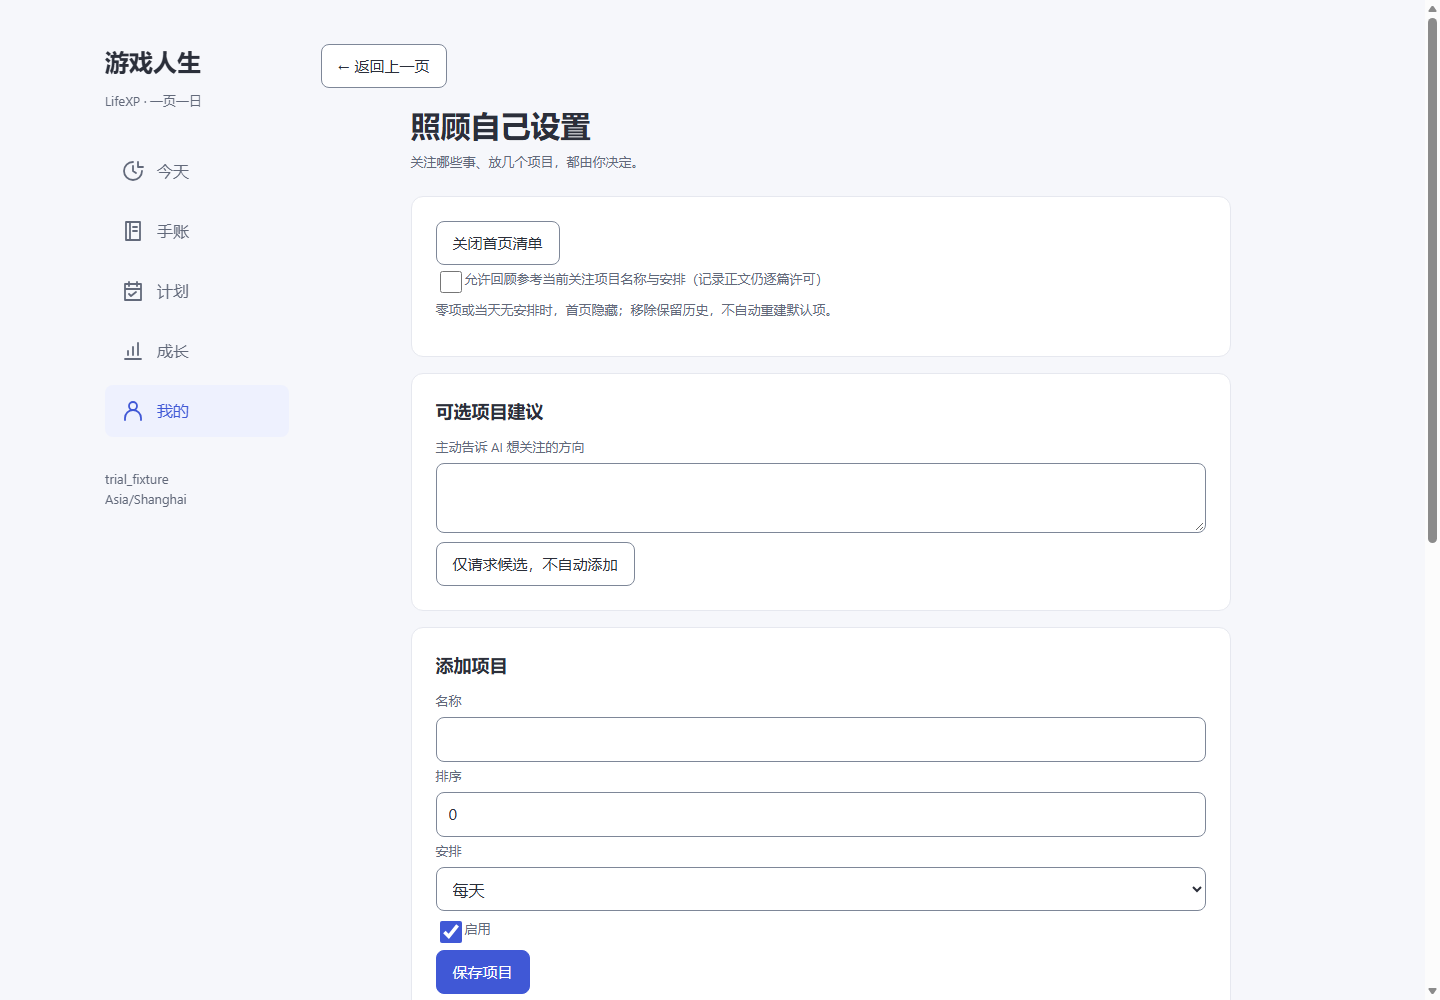 游戏人生
LifeXP · 一页一日
今天
手账
计划
成长
我的
trial_fixture
Asia/Shanghai
← 返回上一页
照顾自己设置
关注哪些事、放几个项目，都由你决定。
关闭首页清单
允许回顾参考当前关注项目名称与安排（记录正文仍逐篇许可）
零项或当天无安排时，首页隐藏；移除保留历史，不自动重建默认项。
可选项目建议
主动告诉 AI 想关注的方向
仅请求候选，不自动添加
添加项目
名称
排序
0
安排
每天
启用
保存项目